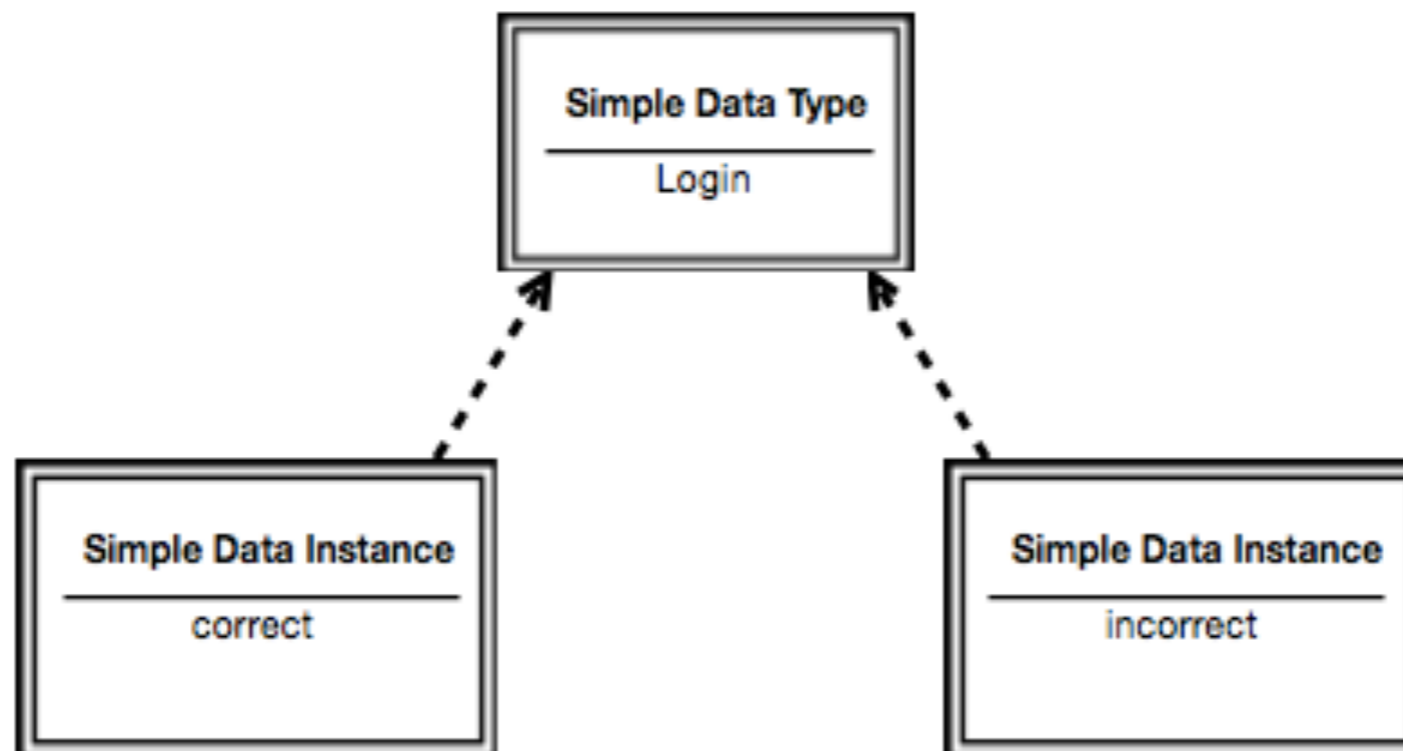 Simple Data Type
Login
Simple Data Instance
correct
Simple Data Instance
incorrect